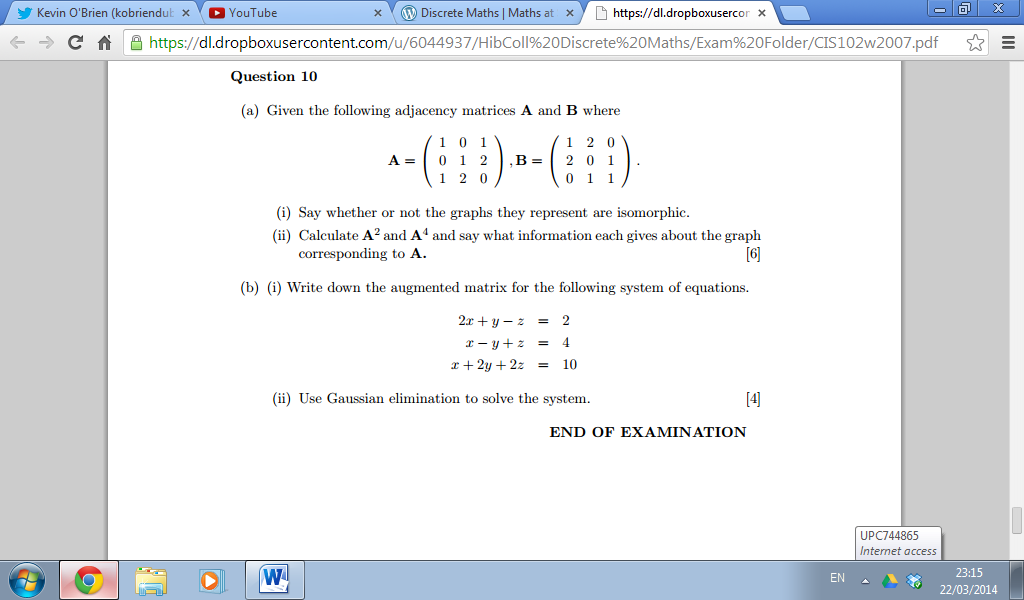 Kevin O'Brien (kobriendub
YouTube
Discrete Maths | Maths at
https://dl.dropboxusercor
https://dl.dropboxusercontent.com/u/6044937/HibColl%20Discrete%20Maths/Exam%20Folder/CIS102w2007.pdf
Question 10
(a) Given the following adjacency matrices A and B where
A = ( 1 0 1 ; 0 1 2 ; 1 2 0 ), B = ( 1 2 0 ; 2 0 1 ; 0 1 1 ).
(i) Say whether or not the graphs they represent are isomorphic.
(ii) Calculate A² and A⁴ and say what information each gives about the graph
corresponding to A. [6]
(b) (i) Write down the augmented matrix for the following system of equations.
2x + y − z = 2
x − y + z = 4
x + 2y + 2z = 10
(ii) Use Gaussian elimination to solve the system. [4]
END OF EXAMINATION
UPC744865
Internet access
EN
23:15
22/03/2014